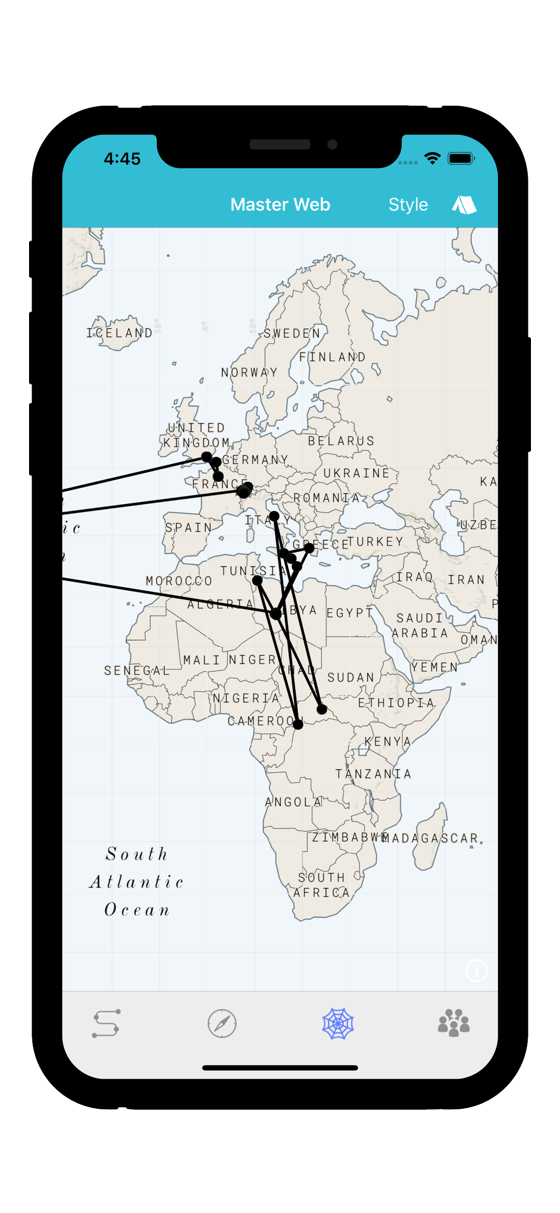 4:45
Master Web
Style
ICELAND
SWEDEN
FINLAND
NORWAY
UNITED
KINGDOM
BELARUS
GERMANY
UKRAINE
FRANCE
KA
ROMANIA
ITALY
UZBE
ic
SPAIN
GREECE
TURKEY
n
TUNISIA
MOROCCO
IRAQ
IRAN
ALGERIA
LIBYA
EGYPT
P
SAUDI
ARABIA
OMAN
MALI
NIGER
YEMEN
SENEGAL
CHAD
SUDAN
NIGERIA
ETHIOPIA
CAMEROON
KENYA
TANZANIA
ANGOLA
ZIMBABWE
MADAGASCAR
South
Atlantic
Ocean
SOUTH
AFRICA